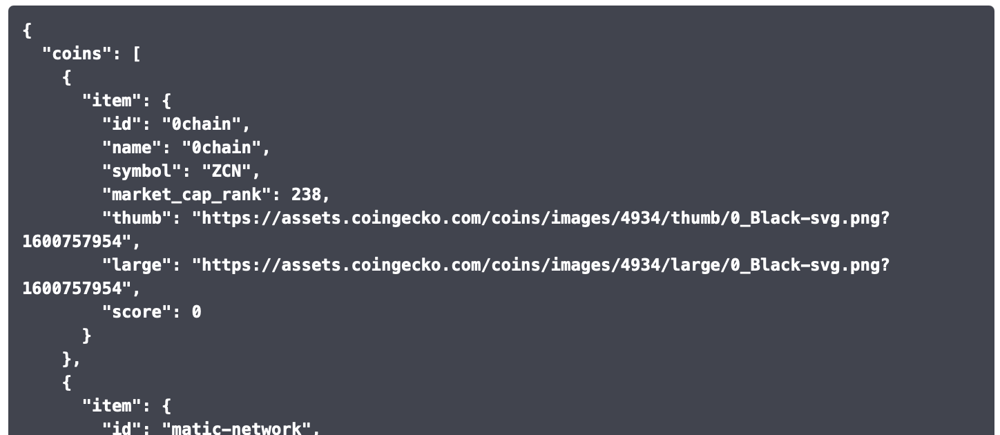 {
  "coins": [
    {
      "item": {
        "id": "0chain",
        "name": "0chain",
        "symbol": "ZCN",
        "market_cap_rank": 238,
        "thumb": "https://assets.coingecko.com/coins/images/4934/thumb/0_Black-svg.png?
1600757954",
        "large": "https://assets.coingecko.com/coins/images/4934/large/0_Black-svg.png?
1600757954",
        "score": 0
      }
    },
    {
      "item": {
        "id": "matic-network",